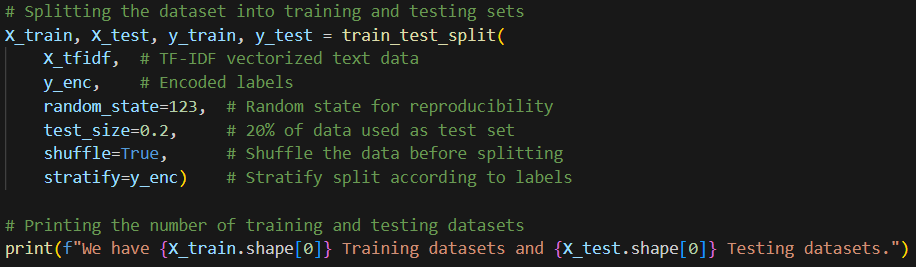 # Splitting the dataset into training and testing sets
X_train, X_test, y_train, y_test = train_test_split(
    X_tfidf,  # TF-IDF vectorized text data
    y_enc,    # Encoded labels
    random_state=123,  # Random state for reproducibility
    test_size=0.2,     # 20% of data used as test set
    shuffle=True,      # Shuffle the data before splitting
    stratify=y_enc)    # Stratify split according to labels

# Printing the number of training and testing datasets
print(f"We have {X_train.shape[0]} Training datasets and {X_test.shape[0]} Testing datasets.")